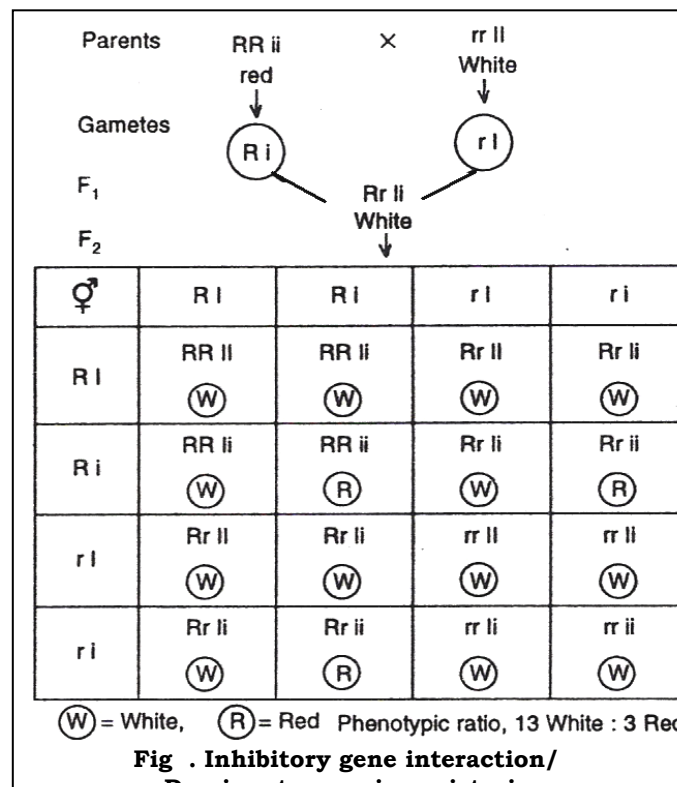 Parents RR ii × rr II
red White
Gametes R i r I
F1 Rr Ii
White
F2
⚥ R I R i r I r i
R I RR II RR Ii Rr II Rr Ii
W W W W
R i RR Ii RR ii Rr Ii Rr ii
W R W R
r I Rr II Rr Ii rr II rr Ii
W W W W
r i Rr Ii Rr ii rr Ii rr ii
W R W W
W = White, R = Red Phenotypic ratio, 13 White : 3 Red
Fig . Inhibitory gene interaction/